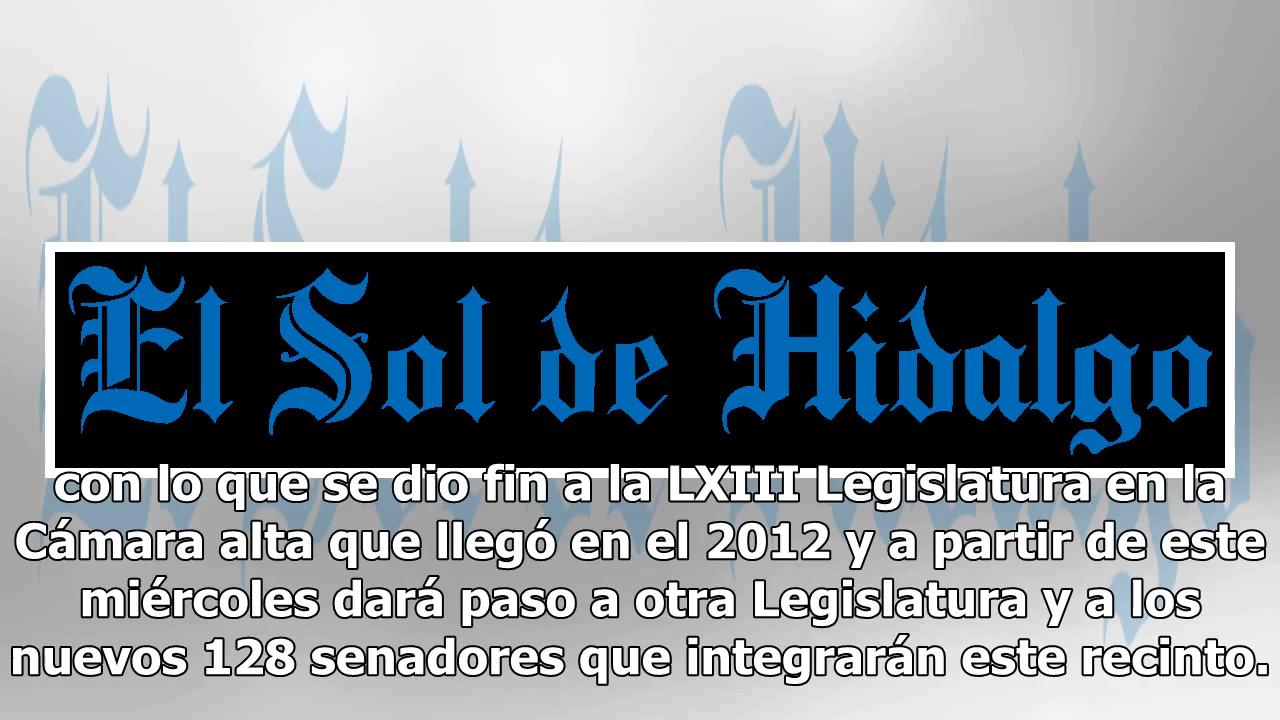 El Sol de Hidalgo
con lo que se dio fin a la LXIII Legislatura en la
Cámara alta que llegó en el 2012 y a partir de este
miércoles dará paso a otra Legislatura y a los
nuevos 128 senadores que integrarán este recinto.